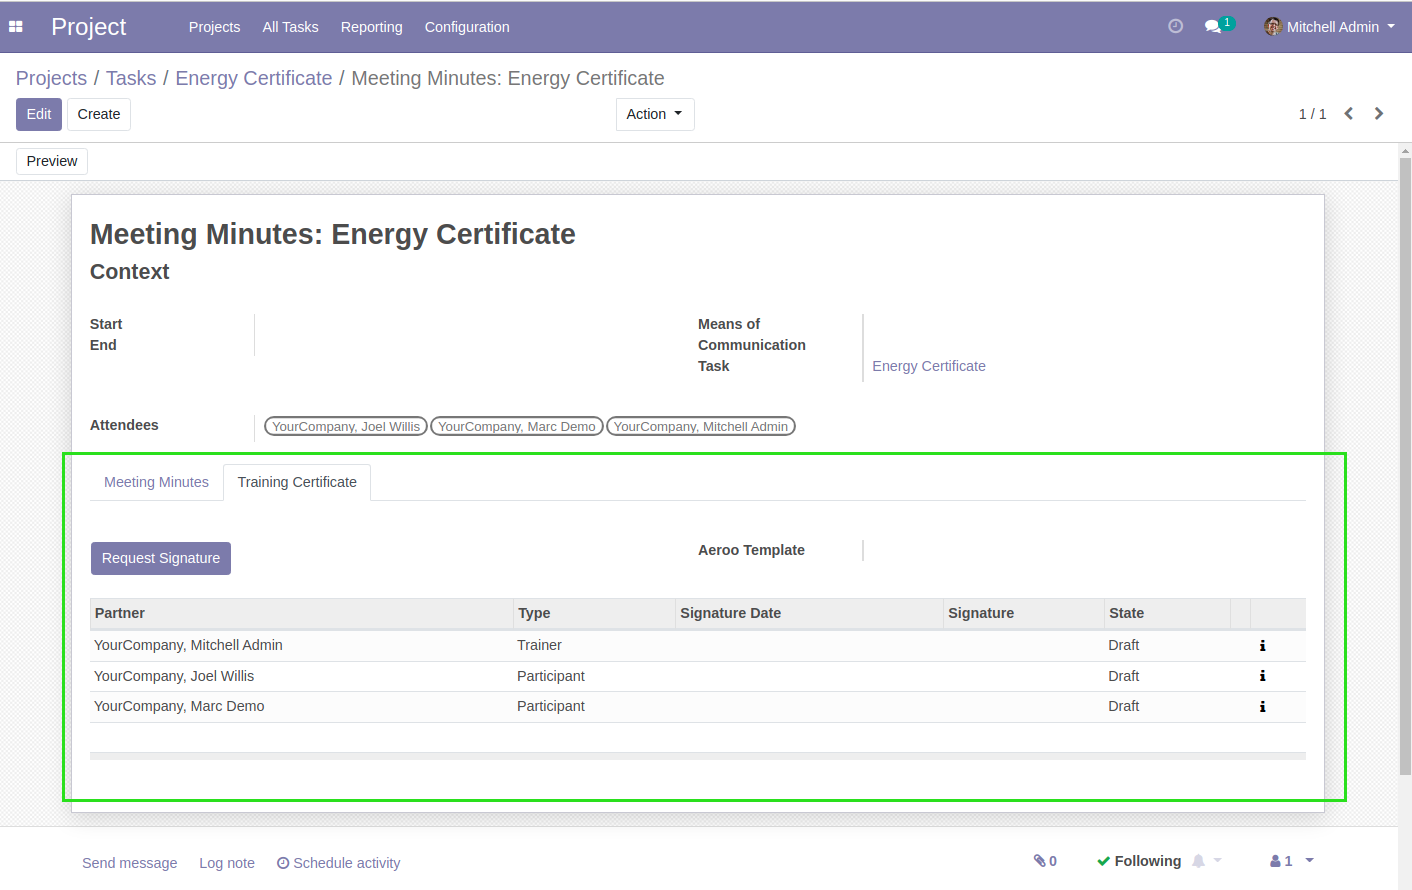 Project Projects All Tasks Reporting Configuration 1 Mitchell Admin
Projects / Tasks / Energy Certificate / Meeting Minutes: Energy Certificate
Edit Create Action 1 / 1
Preview
Meeting Minutes: Energy Certificate
Context
Start
End
Means of
Communication
Task Energy Certificate
Attendees YourCompany, Joel Willis YourCompany, Marc Demo YourCompany, Mitchell Admin
Meeting Minutes Training Certificate
Request Signature Aeroo Template
Partner Type Signature Date Signature State
YourCompany, Mitchell Admin Trainer Draft
YourCompany, Joel Willis Participant Draft
YourCompany, Marc Demo Participant Draft
Send message Log note Schedule activity 0 Following 1